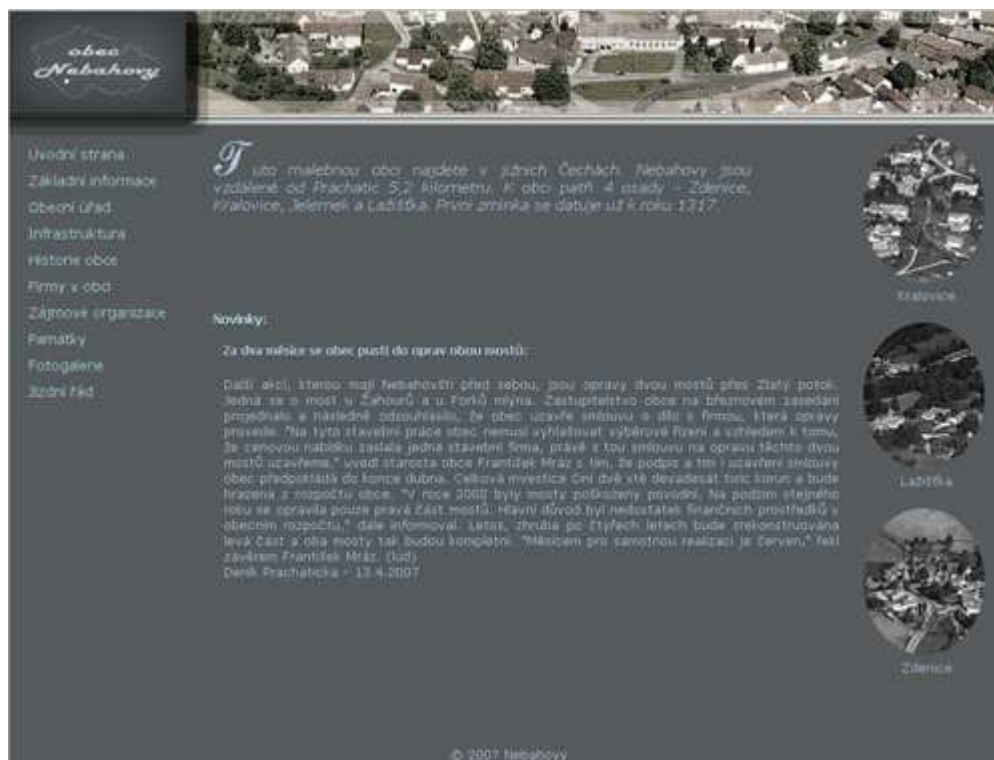 obec
Nebahovy
Úvodní strana
Základní informace
Obecní úřad
Infrastruktura
Historie obce
Firmy v obci
Zájmové organizace
Památky
Fotogalerie
Jízdní řád
Tuto malebnou obci najdete v jižních Čechách. Nebahovy jsou
vzdálené od Prachatic 5,2 kilometru. K obci patří 4 osady - Zdenice,
Kralovice, Jelemek a Lažišťka. První zmínka se datuje už k roku 1317.
Novinky:
Za dva měsíce se obec pustí do oprav obou mostů:
Další akcí, kterou mají Nebahovští před sebou, jsou opravy dvou mostů přes Zlatý potok.
Jedná se o most u Žahourů a u Forků mlýna. Zastupitelstvo obce na březnovém zasedání
projednalo a následně odsouhlasilo, že obec uzavře smlouvu o dílo s firmou, která opravy
provede. "Na tyto stavební práce obec nemusí vyhlašovat výběrové řízení a vzhledem k tomu,
že cenovou nabídku zaslala jedna stavební firma, právě s tou smlouvu na opravu těchto dvou
mostů uzavřeme," uvedl starosta obce František Mráz s tím, že podpis a tím i uzavření smlouvy
obec předpokládá do konce dubna. Celková investice činí dvě stě devadesát tisíc korun a bude
hrazena z rozpočtu obce. "V roce 2002 byly mosty poškozeny povodní. Na podzim stejného
roku se opravila pouze pravá část mostů. Hlavní důvod byl nedostatek finančních prostředků v
obecním rozpočtu," dále informoval. Letos, zhruba po čtyřech letech bude zrekonstruována
levá část a oba mosty tak budou kompletní. "Měsícem pro samotnou realizaci je červen," řekl
závěrem František Mráz. (lud)
Deník Prachaticka - 13.4.2007
Kralovice
Lažišťka
Zdenice
© 2007 Nebahovy